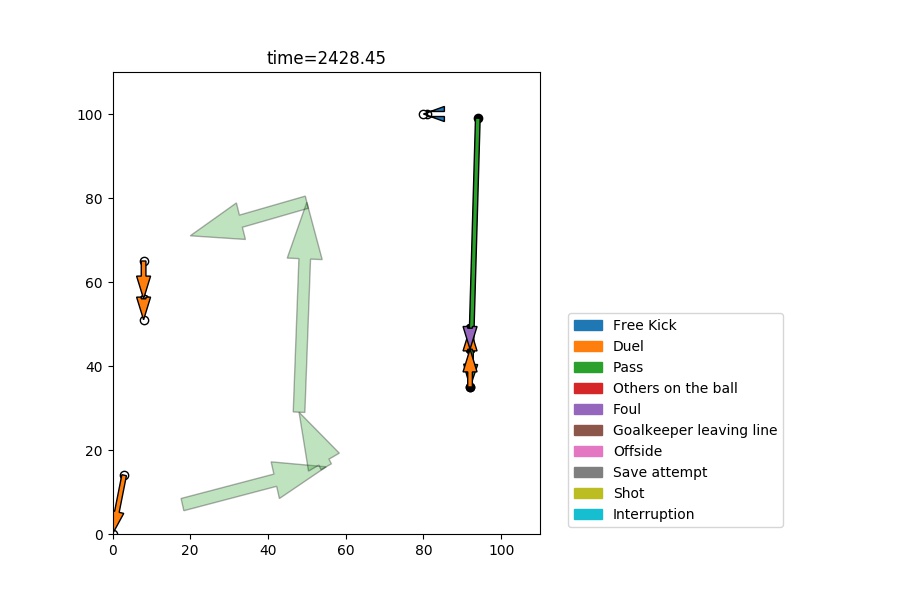 time=2428.45
100
80
60
40
20
0
0
20
40
60
80
100
Free Kick
Duel
Pass
Others on the ball
Foul
Goalkeeper leaving line
Offside
Save attempt
Shot
Interruption